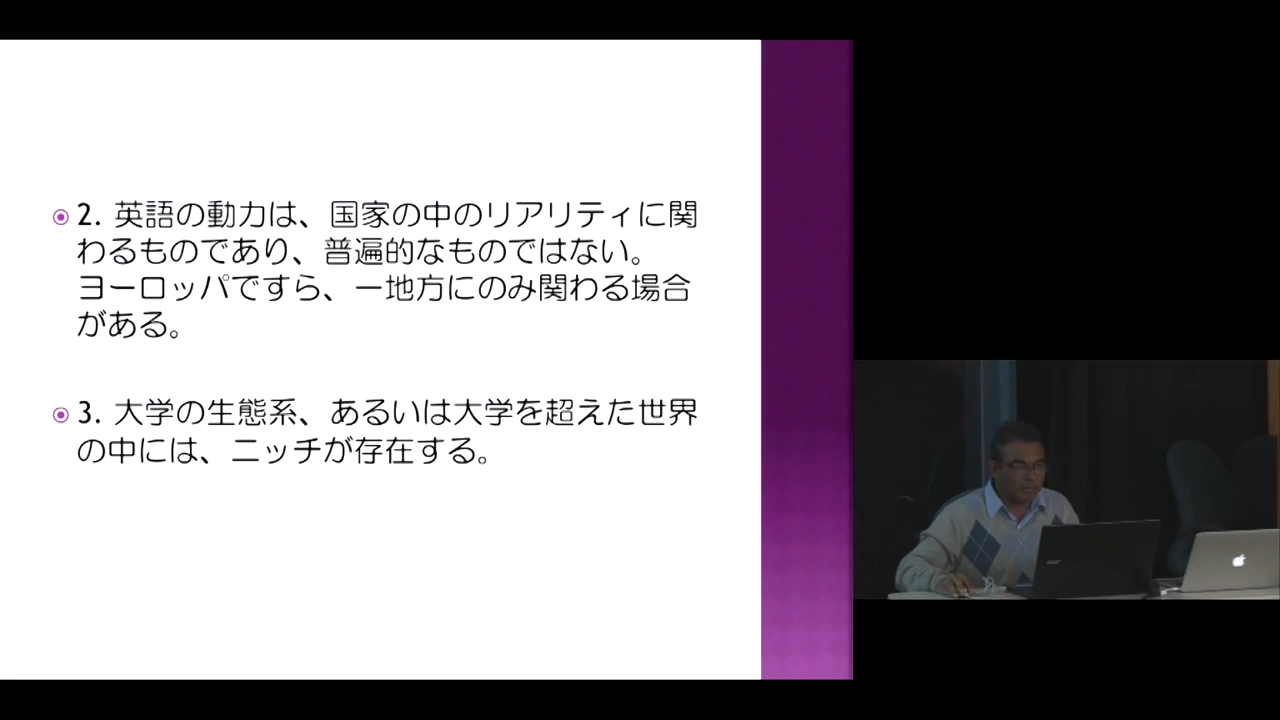 2. 英語の動力は、国家の中のリアリティに関
わるものであり、普遍的なものではない。
ヨーロッパですら、一地方にのみ関わる場合
がある。
3. 大学の生態系、あるいは大学を超えた世界
の中には、ニッチが存在する。